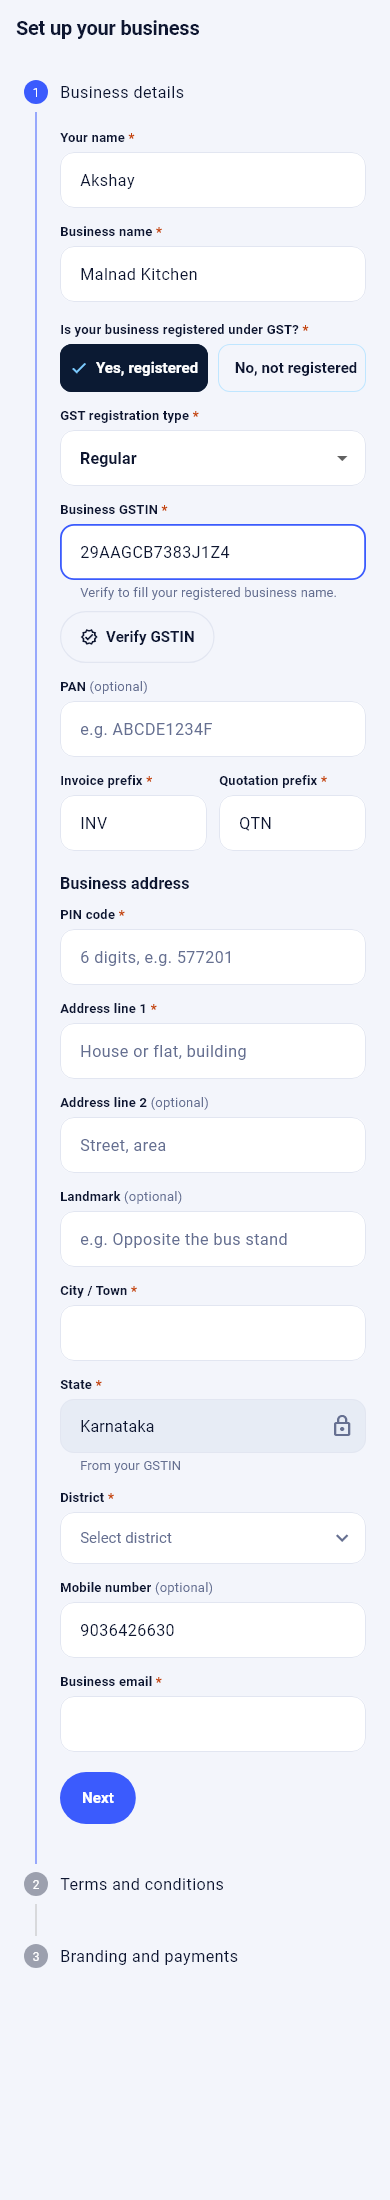 Set up your business
1 Business details
Your name *
Akshay
Business name *
Malnad Kitchen
Is your business registered under GST? *
Yes, registered No, not registered
GST registration type *
Regular
Business GSTIN *
29AAGCB7383J1Z4
Verify to fill your registered business name.
Verify GSTIN
PAN (optional)
e.g. ABCDE1234F
Invoice prefix * Quotation prefix *
INV QTN
Business address
PIN code *
6 digits, e.g. 577201
Address line 1 *
House or flat, building
Address line 2 (optional)
Street, area
Landmark (optional)
e.g. Opposite the bus stand
City / Town *
State *
Karnataka
From your GSTIN
District *
Select district
Mobile number (optional)
9036426630
Business email *
Next
2 Terms and conditions
3 Branding and payments